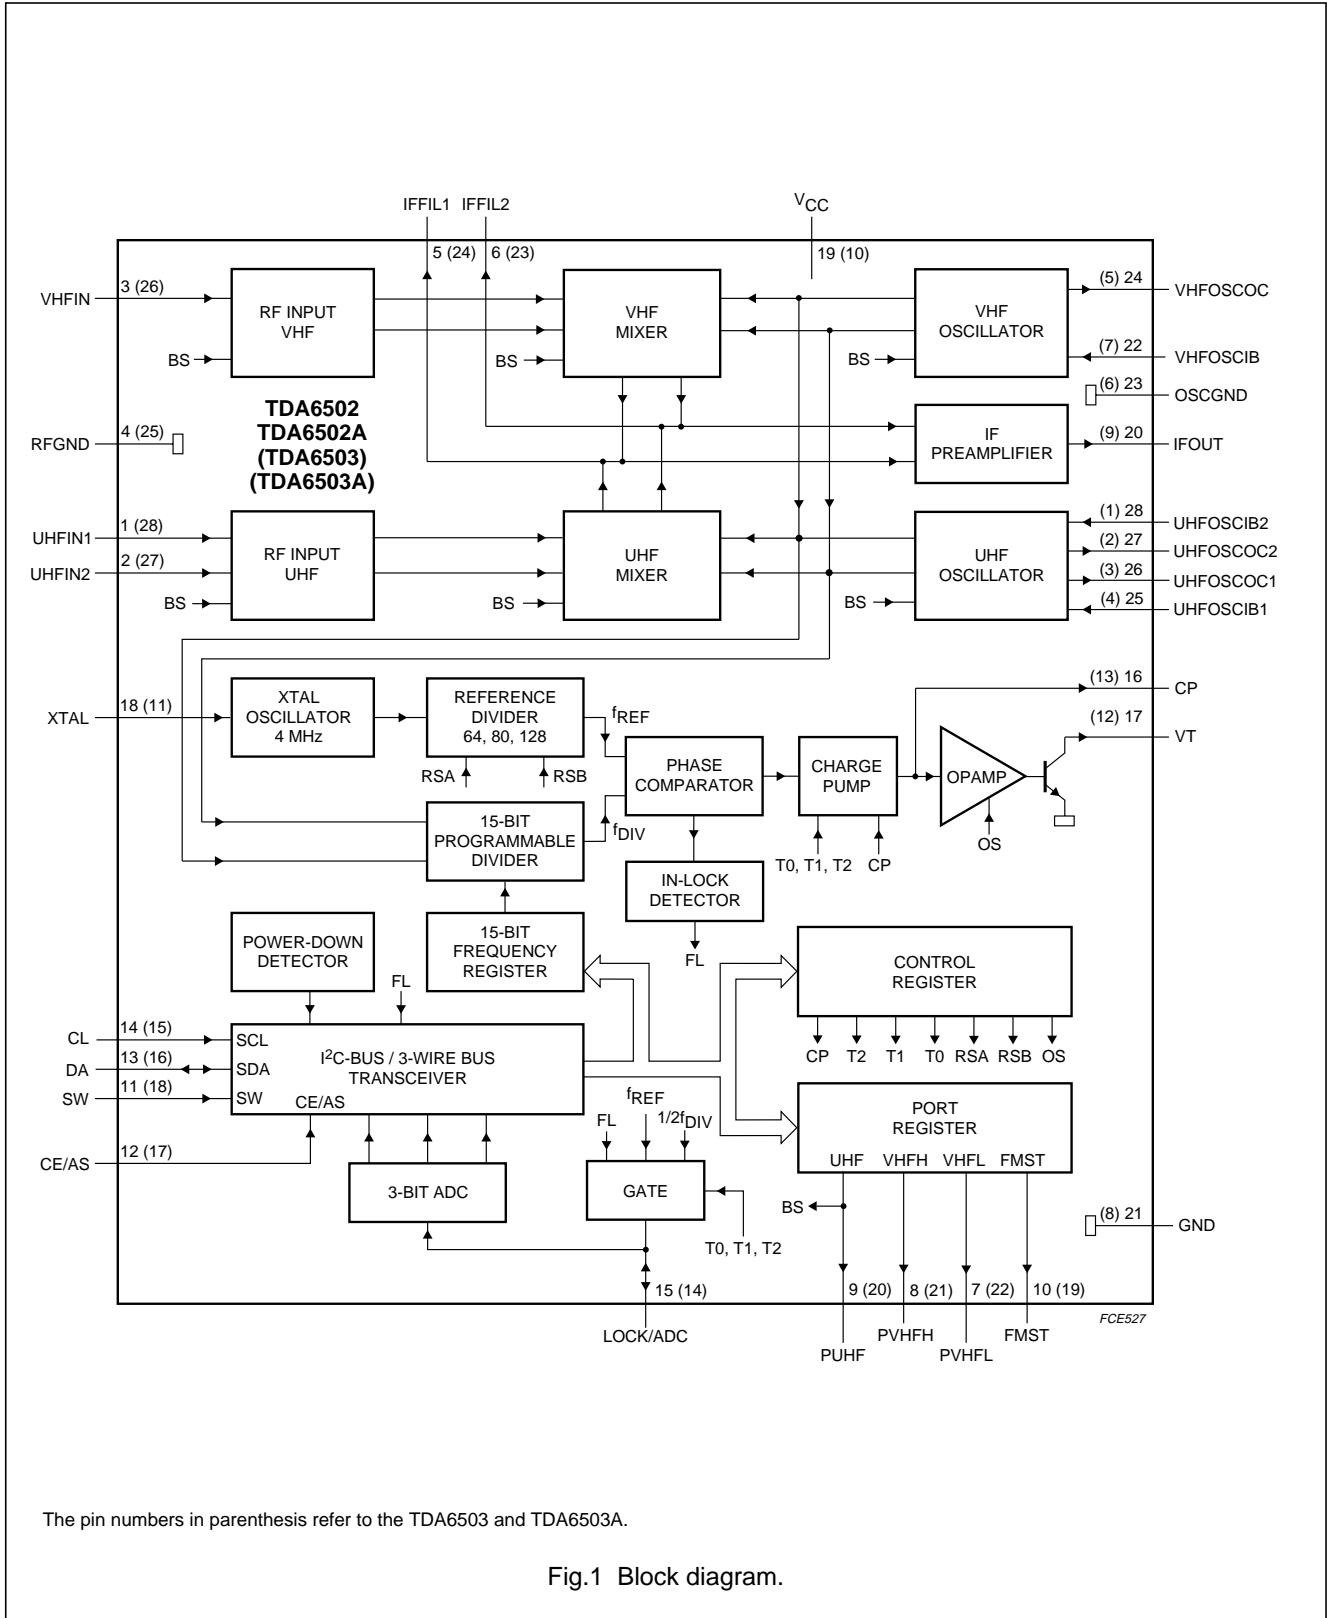 IFFIL1 IFFIL2 VCC
5 (24) 6 (23) 19 (10)
VHFIN 3 (26)
RF INPUT
VHF
BS
VHF
MIXER
BS
VHF
OSCILLATOR
BS
(5) 24 VHFOSCOC
(7) 22 VHFOSCIB
(6) 23 OSCGND
TDA6502
TDA6502A
(TDA6503)
(TDA6503A)
RFGND 4 (25)
IF
PREAMPLIFIER
(9) 20 IFOUT
UHFIN1 1 (28)
UHFIN2 2 (27)
RF INPUT
UHF
BS
UHF
MIXER
BS
UHF
OSCILLATOR
BS
(1) 28 UHFOSCIB2
(2) 27 UHFOSCOC2
(3) 26 UHFOSCOC1
(4) 25 UHFOSCIB1
XTAL 18 (11)
XTAL
OSCILLATOR
4 MHz
REFERENCE
DIVIDER
64, 80, 128
RSA RSB
fREF
PHASE
COMPARATOR
CHARGE
PUMP
T0, T1, T2 CP
OPAMP
OS
(13) 16 CP
(12) 17 VT
15-BIT
PROGRAMMABLE
DIVIDER
fDIV
IN-LOCK
DETECTOR
FL
POWER-DOWN
DETECTOR
FL
15-BIT
FREQUENCY
REGISTER
CONTROL
REGISTER
CP T2 T1 T0 RSA RSB OS
CL 14 (15) SCL
DA 13 (16) SDA
SW 11 (18) SW
I2C-BUS / 3-WIRE BUS
TRANSCEIVER
CE/AS
CE/AS 12 (17)
3-BIT ADC
FL fREF 1/2fDIV
GATE
T0, T1, T2
PORT
REGISTER
UHF VHFH VHFL FMST
BS
(8) 21 GND
15 (14) 9 (20) 8 (21) 7 (22) 10 (19)
LOCK/ADC PUHF PVHFH PVHFL FMST
FCE527
The pin numbers in parenthesis refer to the TDA6503 and TDA6503A.
Fig.1 Block diagram.